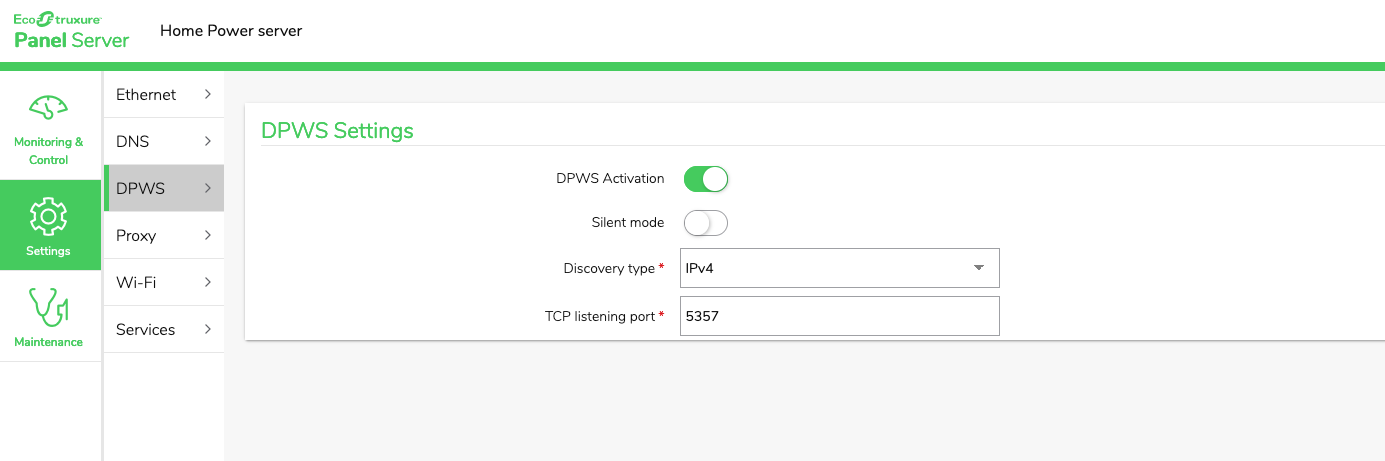 EcoStruxure
Panel Server
Home Power server
Monitoring &
Control
Settings
Maintenance
Ethernet
DNS
DPWS
Proxy
Wi-Fi
Services
DPWS Settings
DPWS Activation
Silent mode
Discovery type * IPv4
TCP listening port * 5357